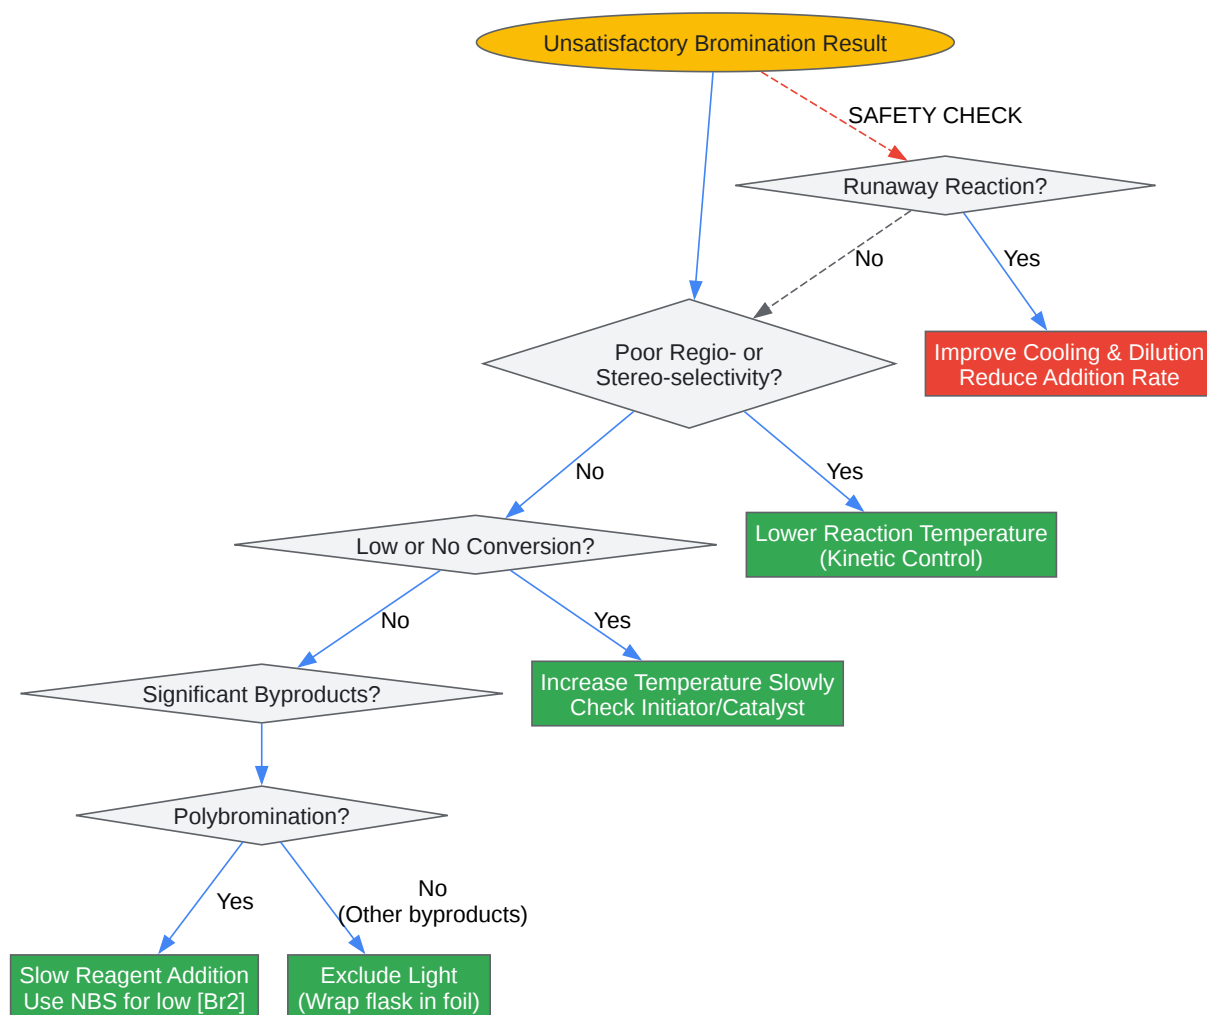 Unsatisfactory Bromination Result
SAFETY CHECK
Runaway Reaction?
No
Yes
Poor Regio- or
Stereo-selectivity?
Improve Cooling & Dilution
Reduce Addition Rate
No
Yes
Low or No Conversion?
Lower Reaction Temperature
(Kinetic Control)
No
Yes
Significant Byproducts?
Increase Temperature Slowly
Check Initiator/Catalyst
Polybromination?
Yes
No
(Other byproducts)
Slow Reagent Addition
Use NBS for low [Br2]
Exclude Light
(Wrap flask in foil)